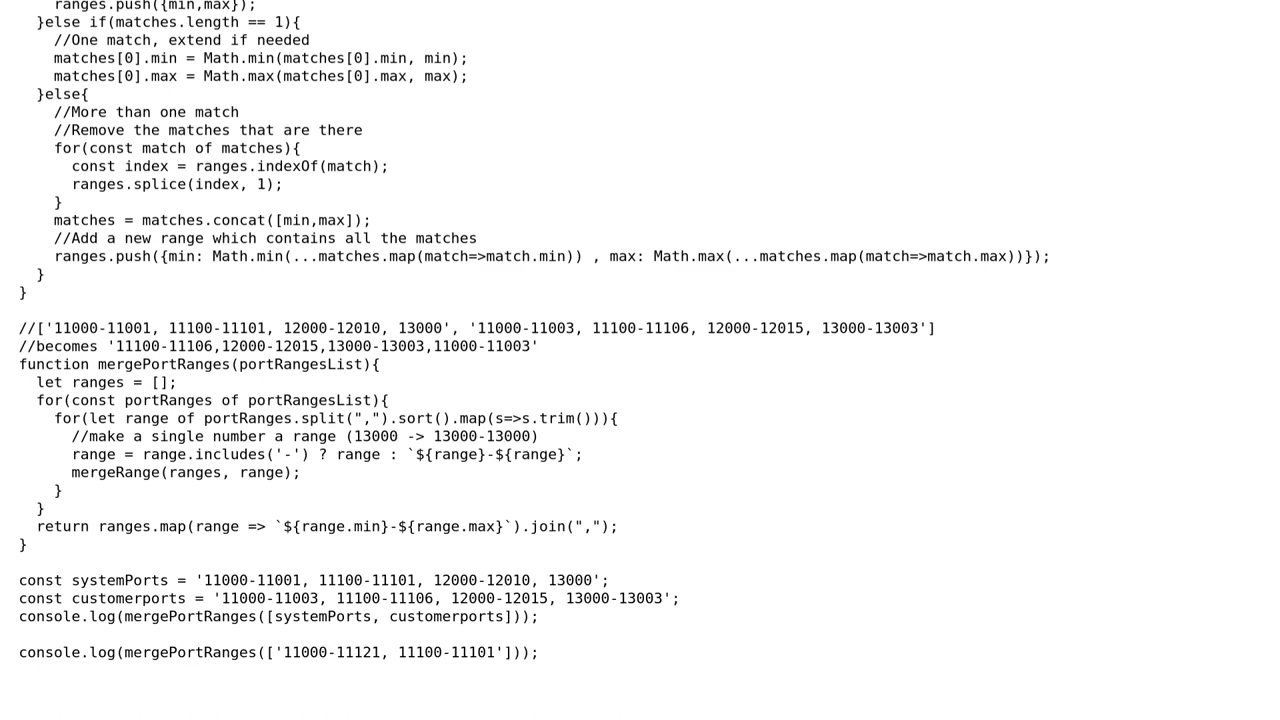 ranges.push({min,max});
}else if(matches.length == 1){
//One match, extend if needed
matches[0].min = Math.min(matches[0].min, min);
matches[0].max = Math.max(matches[0].max, max);
}else{
//More than one match
//Remove the matches that are there
for(const match of matches){
const index = ranges.indexOf(match);
ranges.splice(index, 1);
}
matches = matches.concat([min,max]);
//Add a new range which contains all the matches
ranges.push({min: Math.min(...matches.map(match=>match.min)) , max: Math.max(...matches.map(match=>match.max))});
}
}
//['11000-11001, 11100-11101, 12000-12010, 13000', '11000-11003, 11100-11106, 12000-12015, 13000-13003']
//becomes '11100-11106,12000-12015,13000-13003,11000-11003'
function mergePortRanges(portRangesList){
let ranges = [];
for(const portRanges of portRangesList){
for(let range of portRanges.split(",").sort().map(s=>s.trim())){
//make a single number a range (13000 -> 13000-13000)
range = range.includes('-') ? range : `${range}-${range}`;
mergeRange(ranges, range);
}
}
return ranges.map(range => `${range.min}-${range.max}`).join(",");
}
const systemPorts = '11000-11001, 11100-11101, 12000-12010, 13000';
const customerports = '11000-11003, 11100-11106, 12000-12015, 13000-13003';
console.log(mergePortRanges([systemPorts, customerports]));
console.log(mergePortRanges(['11000-11121, 11100-11101']));